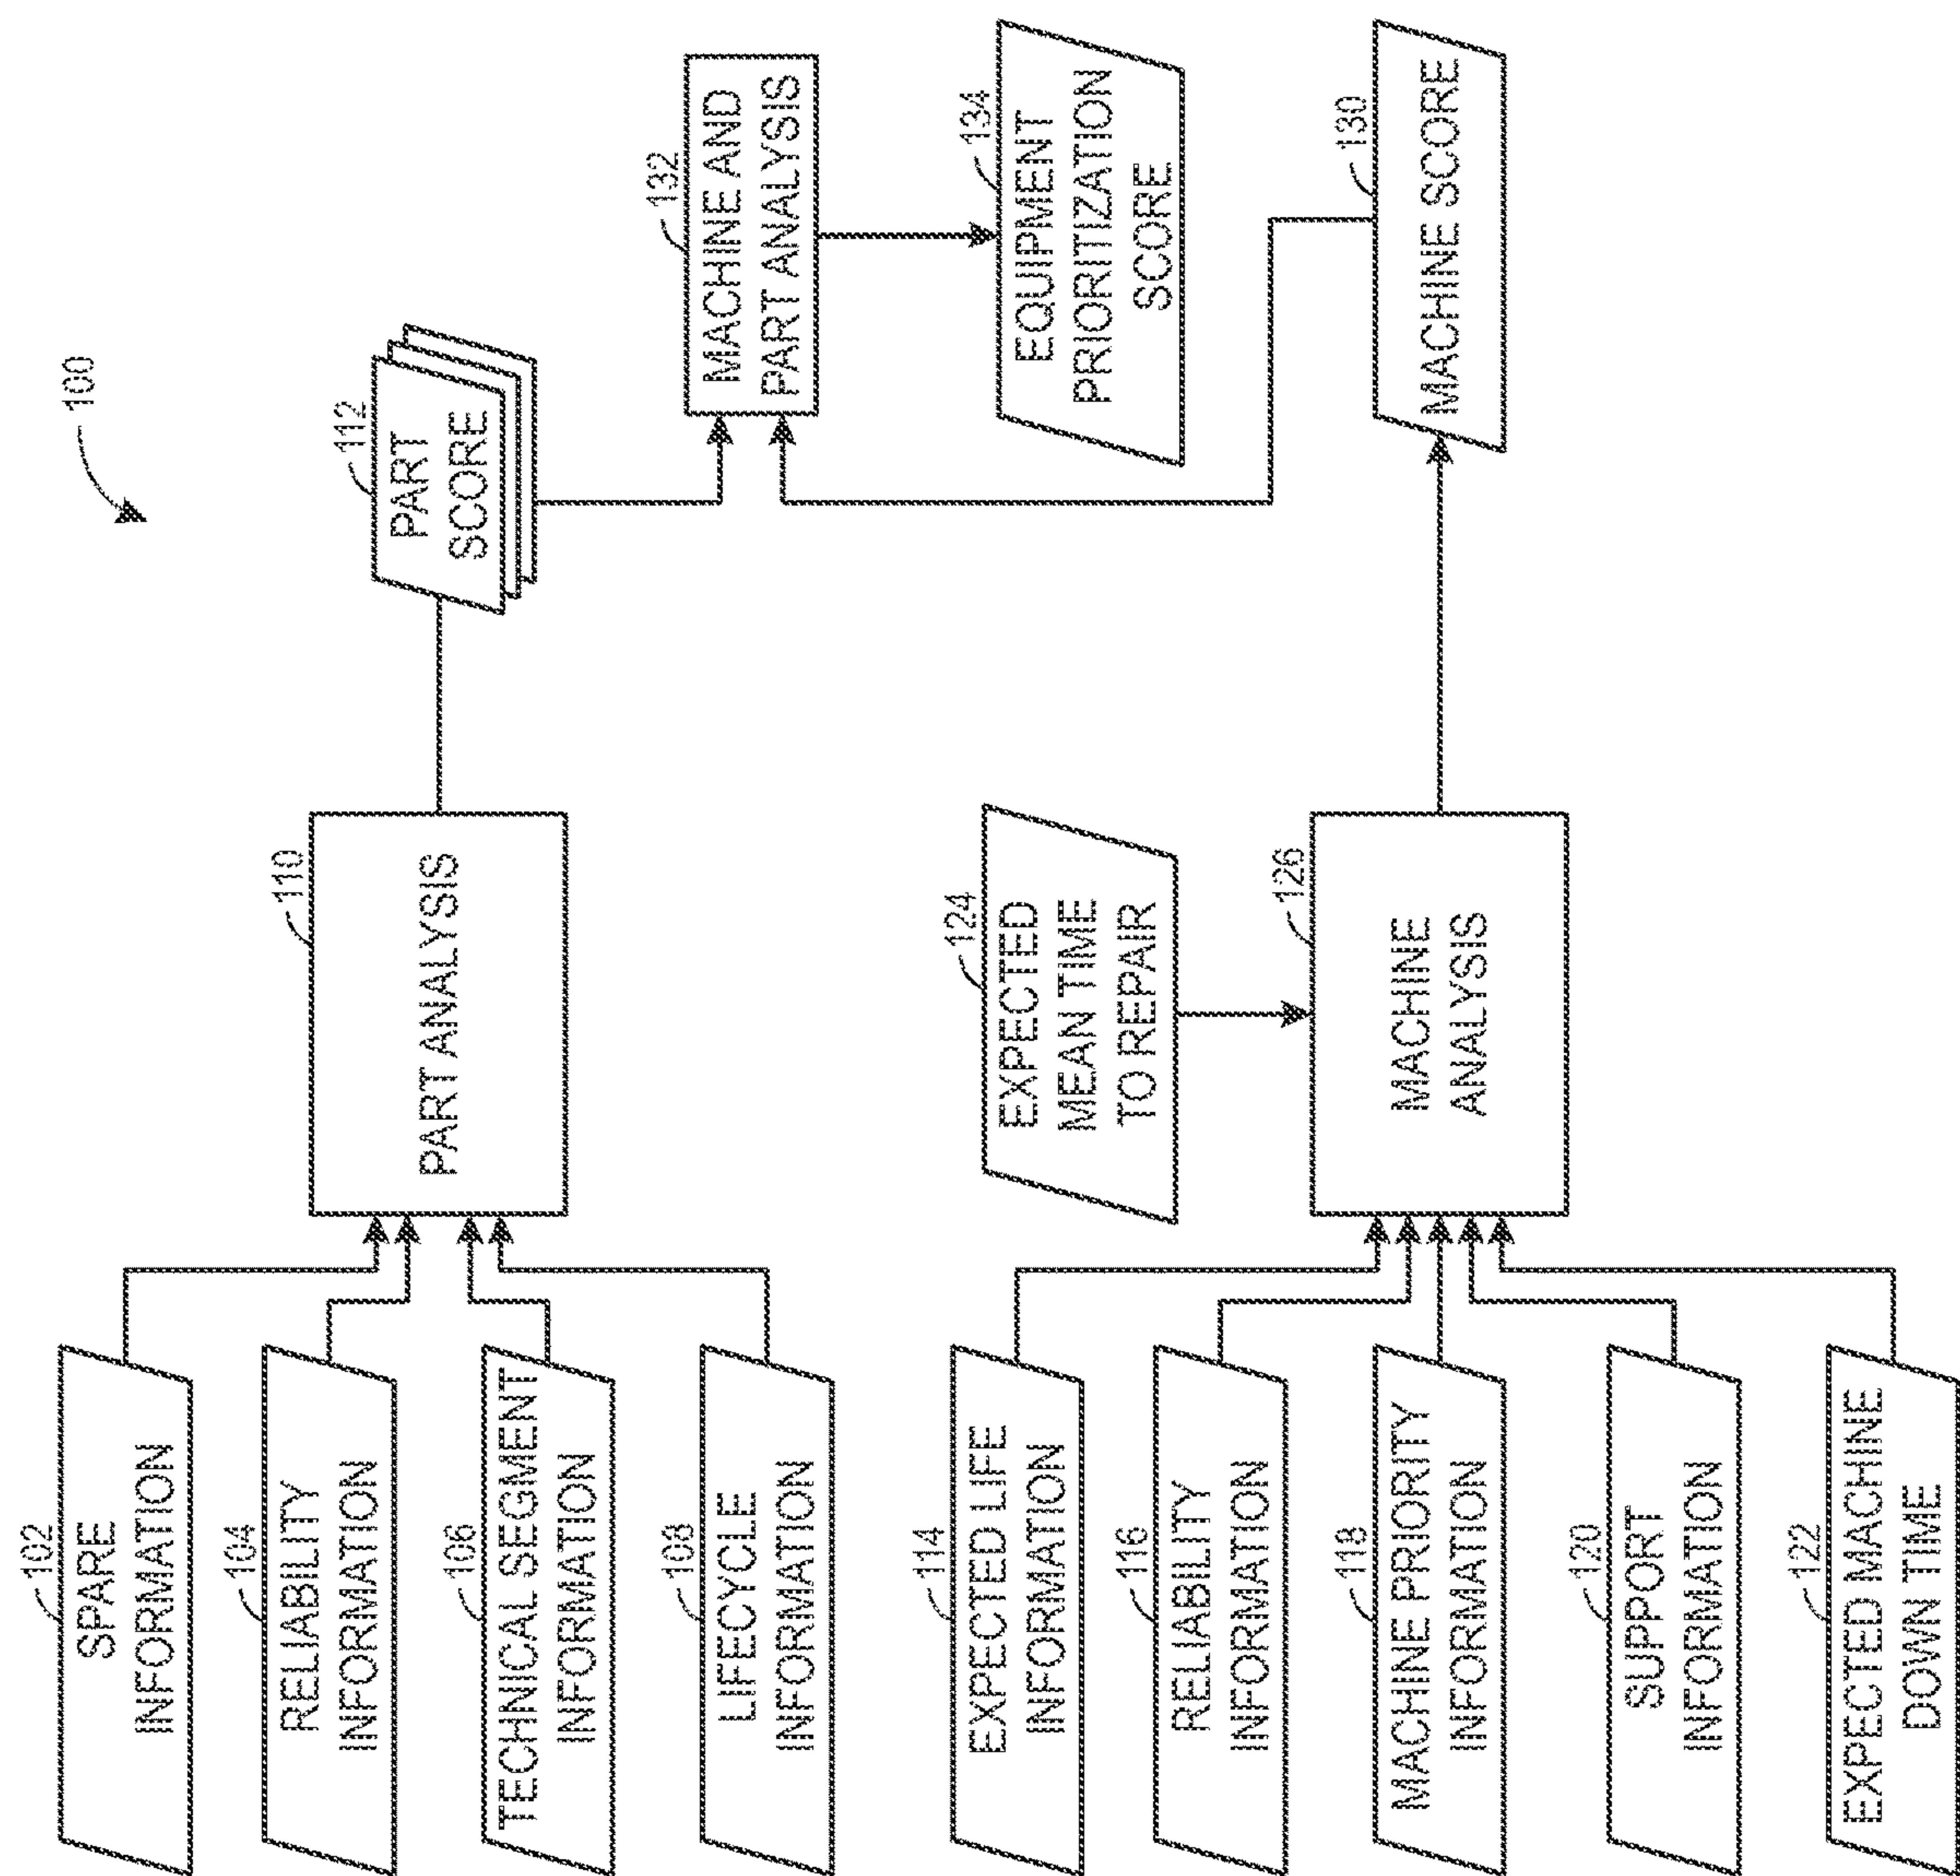 100
102
SPARE
INFORMATION
104
RELIABILITY
INFORMATION
106
TECHNICAL SEGMENT
INFORMATION
108
LIFECYCLE
INFORMATION
110
PART ANALYSIS
112
PART
SCORE
114
EXPECTED LIFE
INFORMATION
116
RELIABILITY
INFORMATION
118
MACHINE PRIORITY
INFORMATION
120
SUPPORT
INFORMATION
122
EXPECTED MACHINE
DOWN TIME
124
EXPECTED
MEAN TIME
TO REPAIR
126
MACHINE
ANALYSIS
130
MACHINE SCORE
132
MACHINE AND
PART ANALYSIS
134
EQUIPMENT
PRIORITIZATION
SCORE